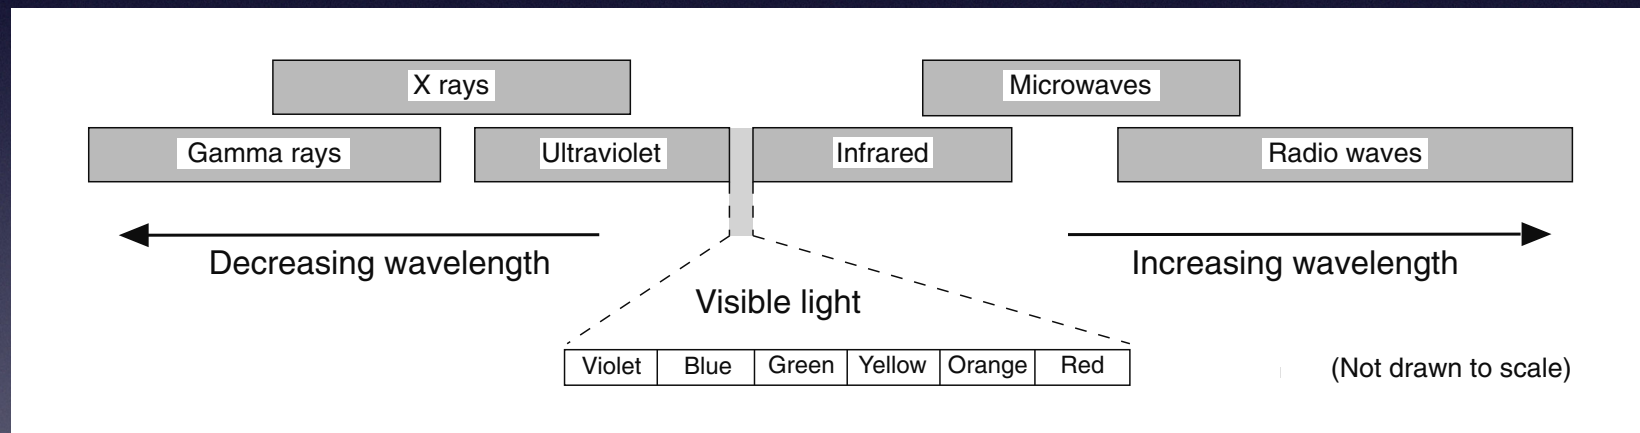 X rays
Microwaves
Gamma rays
Ultraviolet
Infrared
Radio waves
Decreasing wavelength
Increasing wavelength
Visible light
Violet Blue Green Yellow Orange Red
(Not drawn to scale)